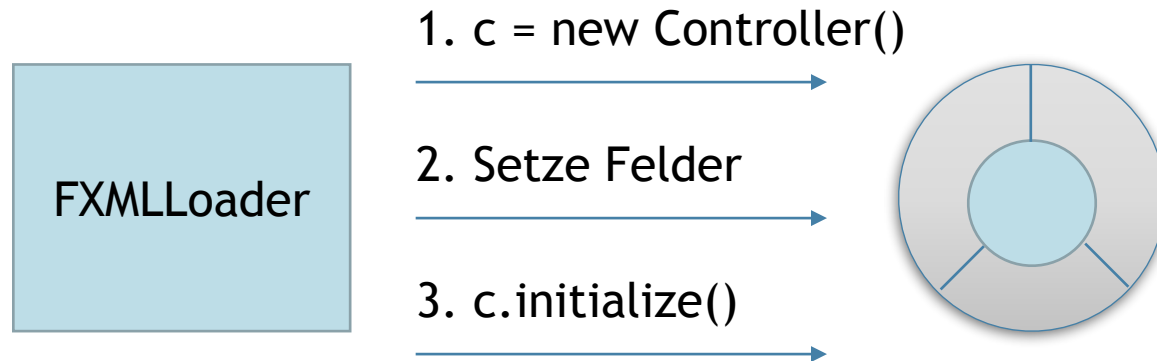 1. c = new Controller()
FXMLLoader
2. Setze Felder
3. c.initialize()